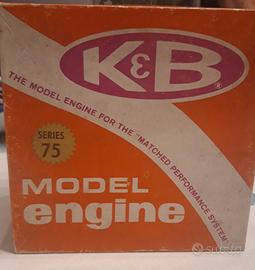 K&B®
THE MODEL ENGINE FOR THE "MATCHED PERFORMANCE SYSTEM"
SERIES
75
MODEL
engine
subito